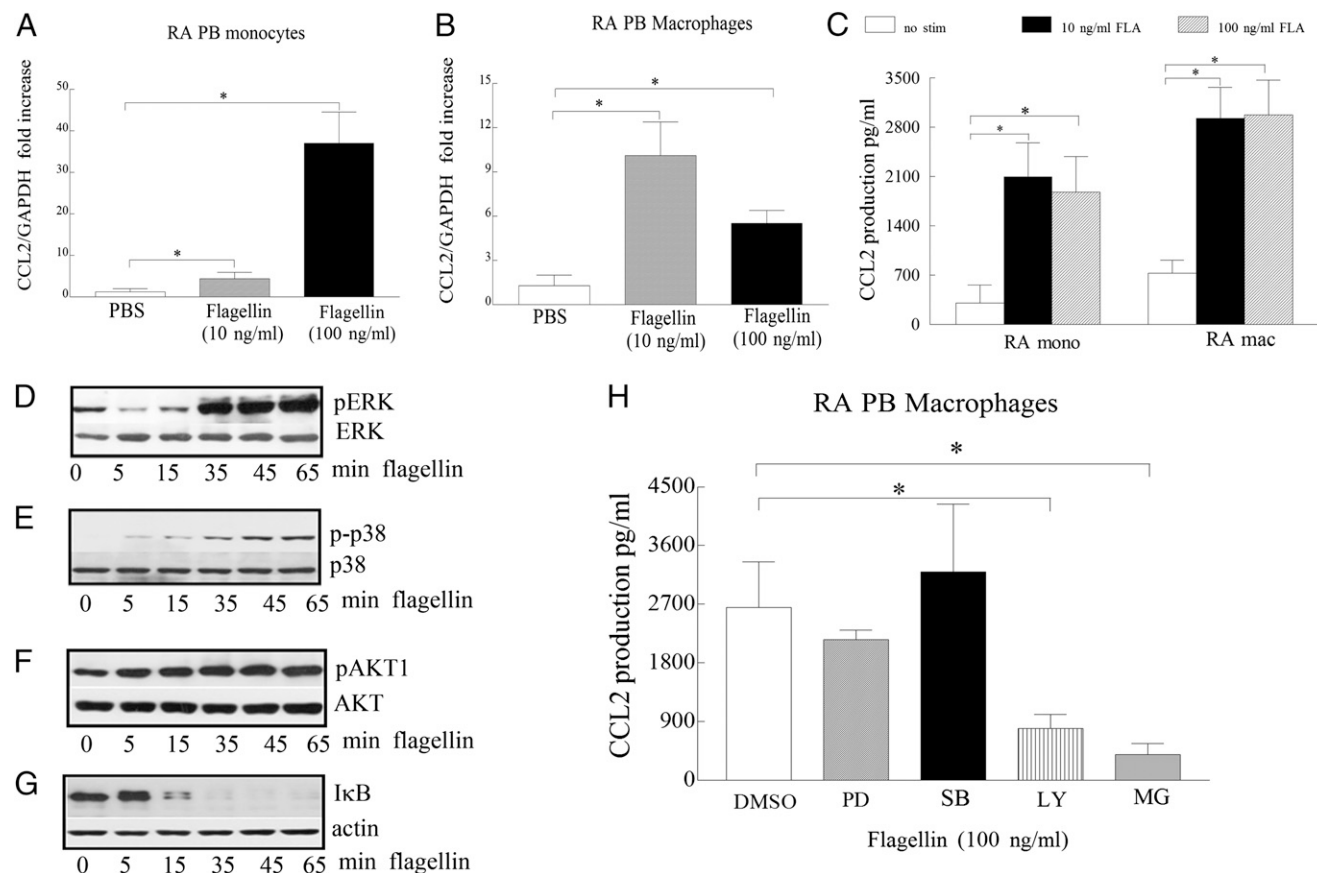 A
RA PB monocytes
CCL2/GAPDH fold increase
50
40
30
20
10
0
*
*
PBS
Flagellin
(10 ng/ml)
Flagellin
(100 ng/ml)
B
RA PB Macrophages
CCL2/GAPDH fold increase
15
12
9
6
3
0
*
*
PBS
Flagellin
(10 ng/ml)
Flagellin
(100 ng/ml)
C
no stim
10 ng/ml FLA
100 ng/ml FLA
CCL2 production pg/ml
3500
2800
2100
1400
700
0
*
*
*
*
RA mono
RA mac
D
pERK
ERK
0 5 15 35 45 65 min flagellin
E
p-p38
p38
0 5 15 35 45 65 min flagellin
F
pAKT1
AKT
0 5 15 35 45 65 min flagellin
G
IκB
actin
0 5 15 35 45 65 min flagellin
H
RA PB Macrophages
CCL2 production pg/ml
4500
3600
2700
1800
900
0
*
*
DMSO
PD
SB
LY
MG
Flagellin (100 ng/ml)